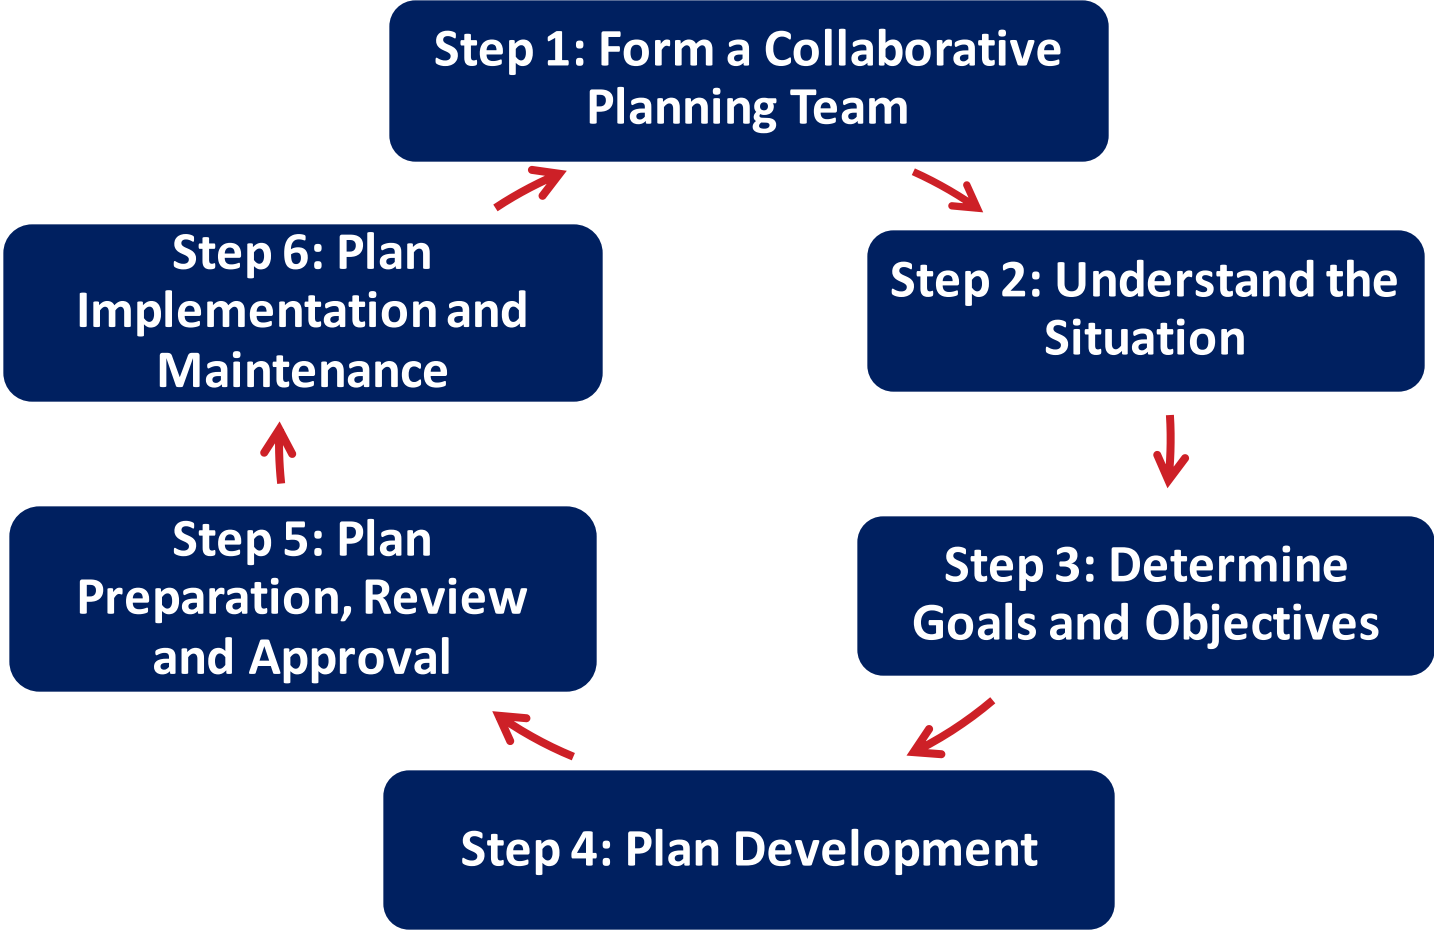 Step 1: Form a Collaborative
Planning Team
Step 2: Understand the
Situation
Step 3: Determine
Goals and Objectives
Step 4: Plan Development
Step 5: Plan
Preparation, Review
and Approval
Step 6: Plan
Implementation and
Maintenance